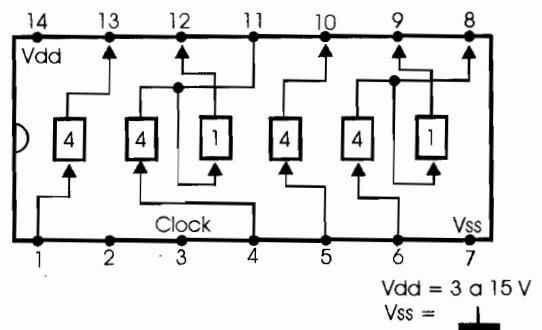 14 13 12 11 10 9 8
Vdd
4 4 1 4 4 1
Clock Vss
1 2 3 4 5 6 7
Vdd = 3 a 15 V
Vss =